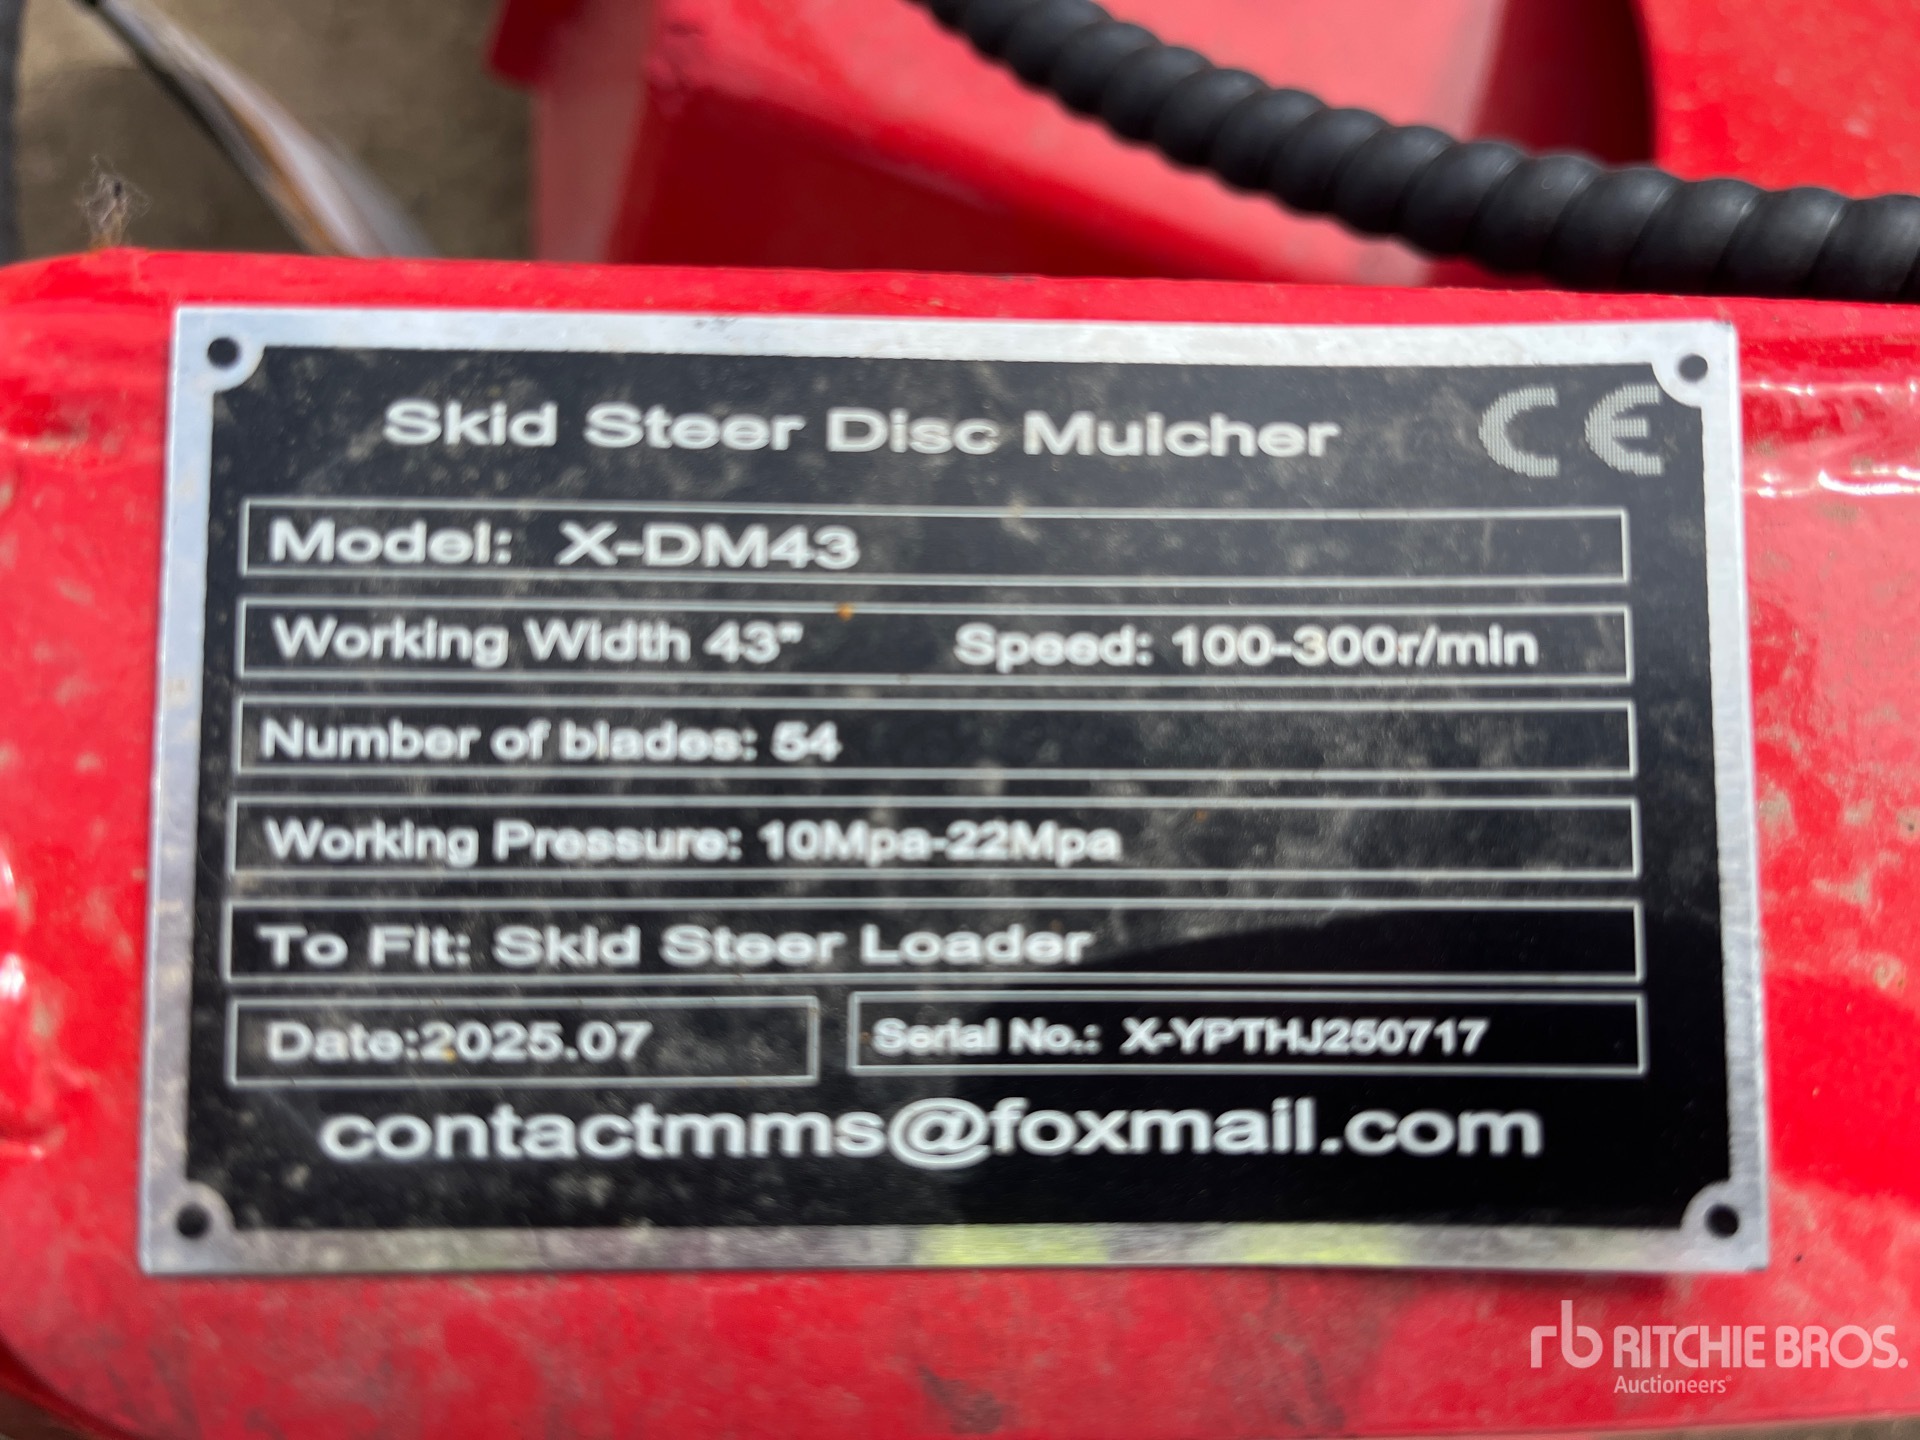 Skid Steer Disc Mulcher CE
Model: X-DM43
Working Width 43" Speed: 100-300r/min
Number of blades: 54
Working Pressure: 10Mpa-22Mpa
To Fit: Skid Steer Loader
Date:2025.07 Serial No.: X-YPTHJ250717
contactmms@foxmail.com
rb RITCHIE BROS.
Auctioneers